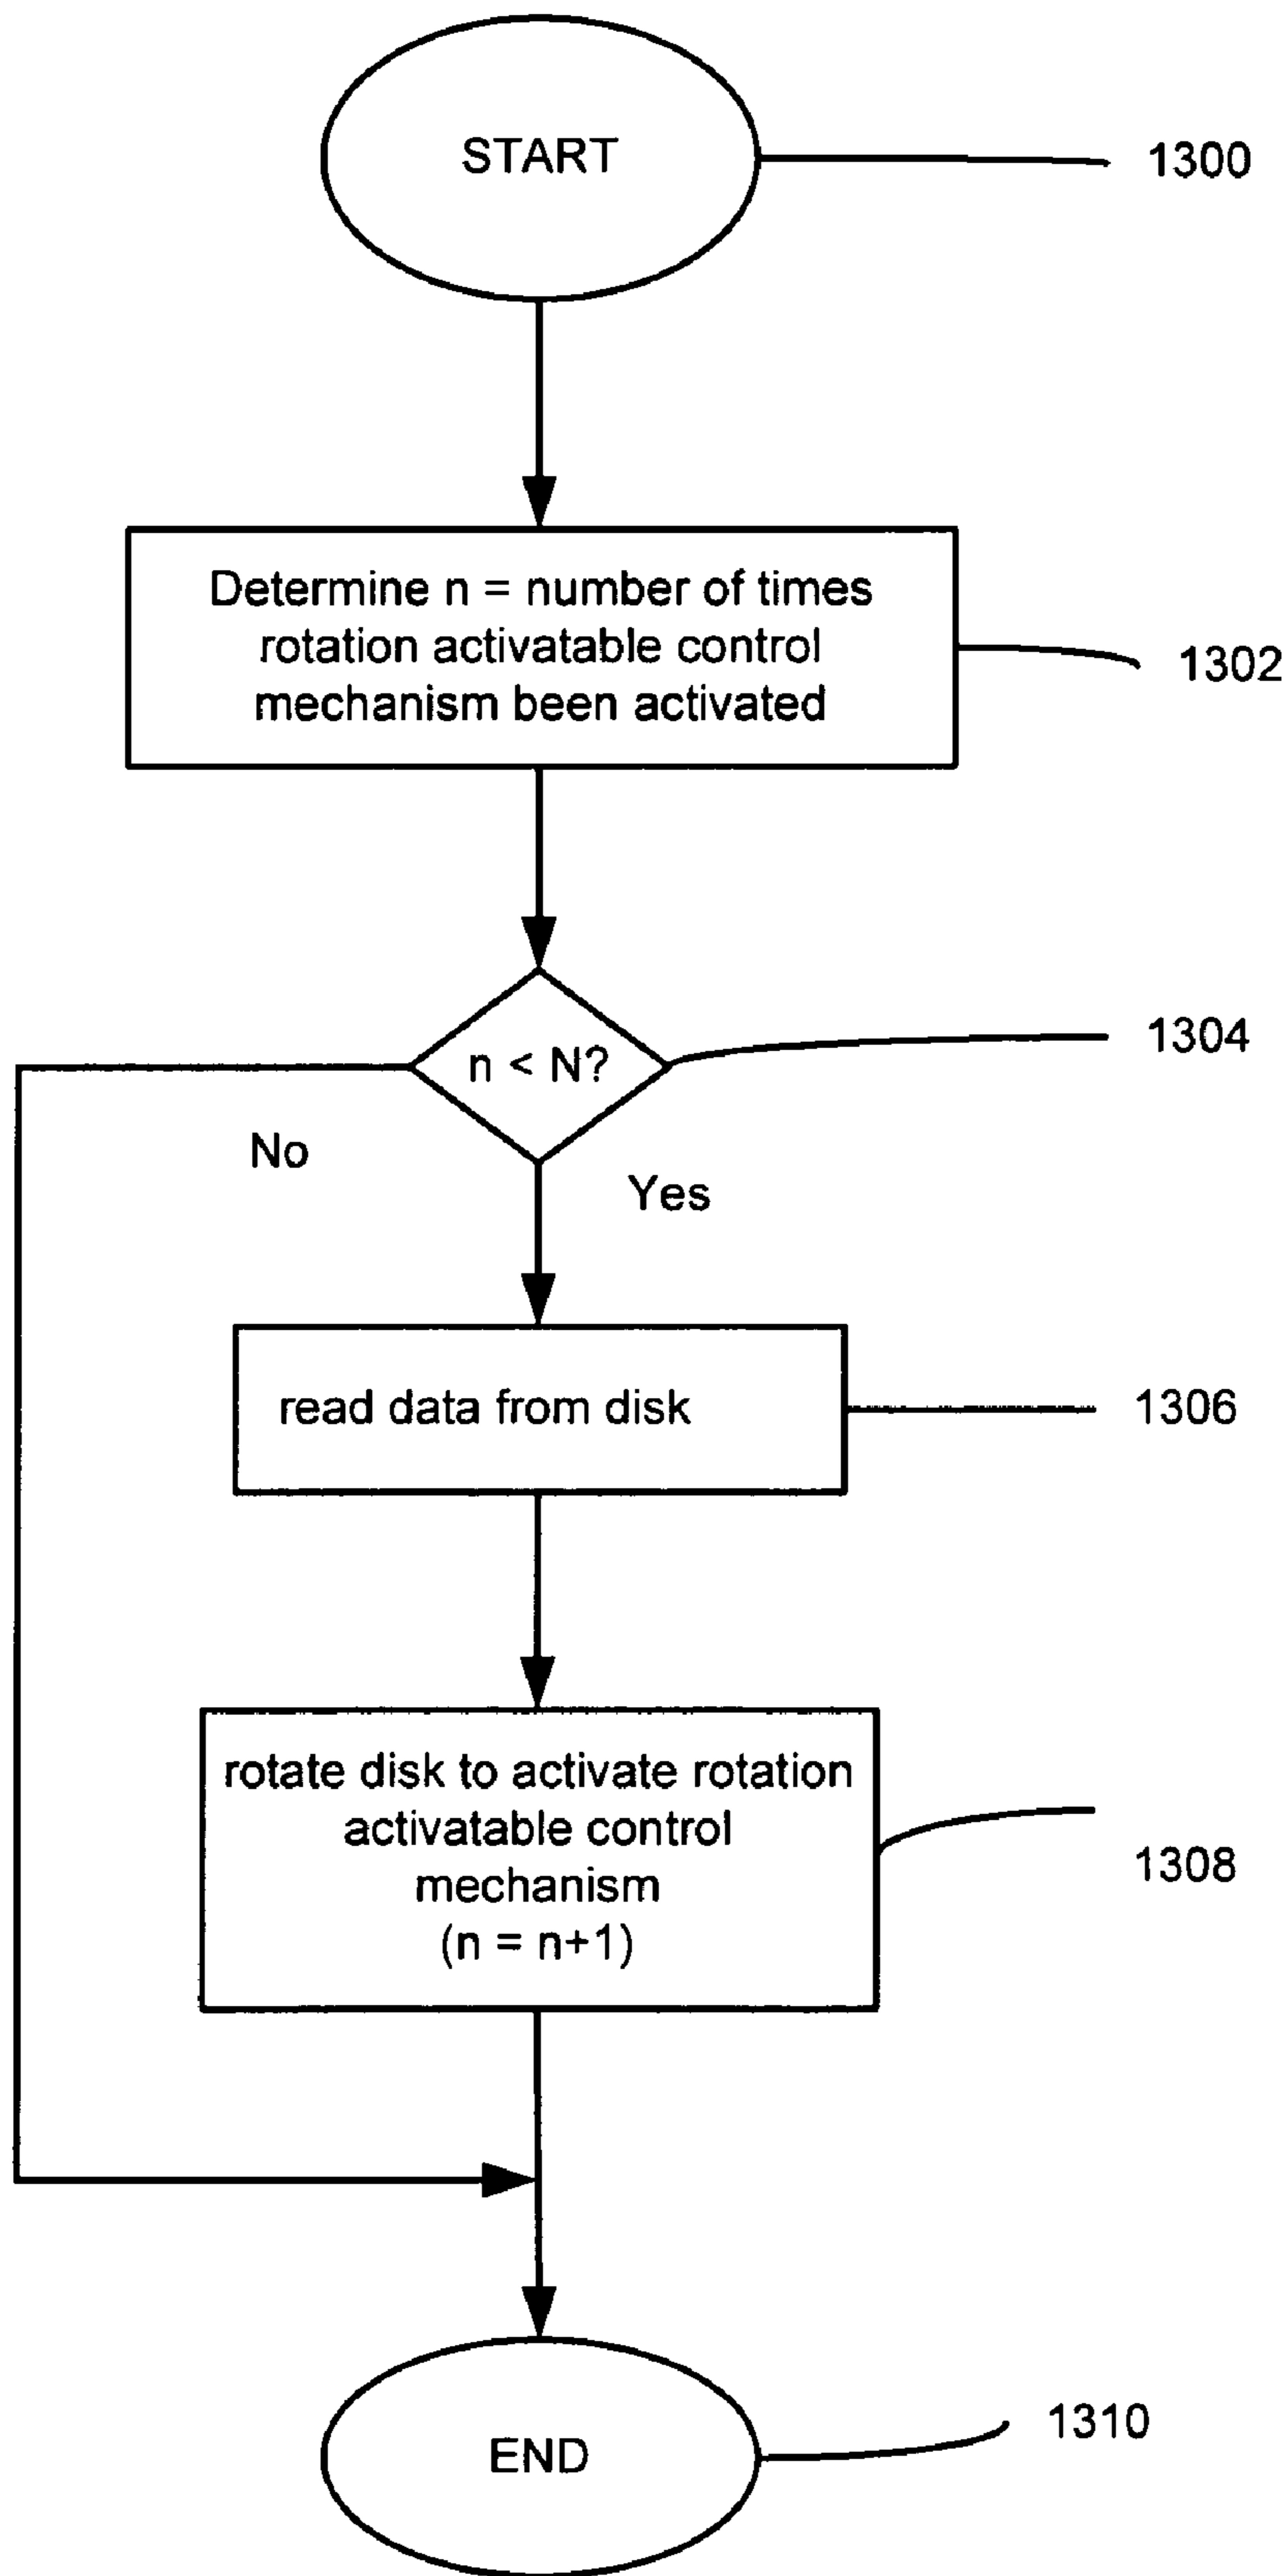 START
1300
Determine n = number of times
rotation activatable control
mechanism been activated
1302
1304
n < N?
No
Yes
read data from disk
1306
rotate disk to activate rotation
activatable control
mechanism
(n = n+1)
1308
1310
END